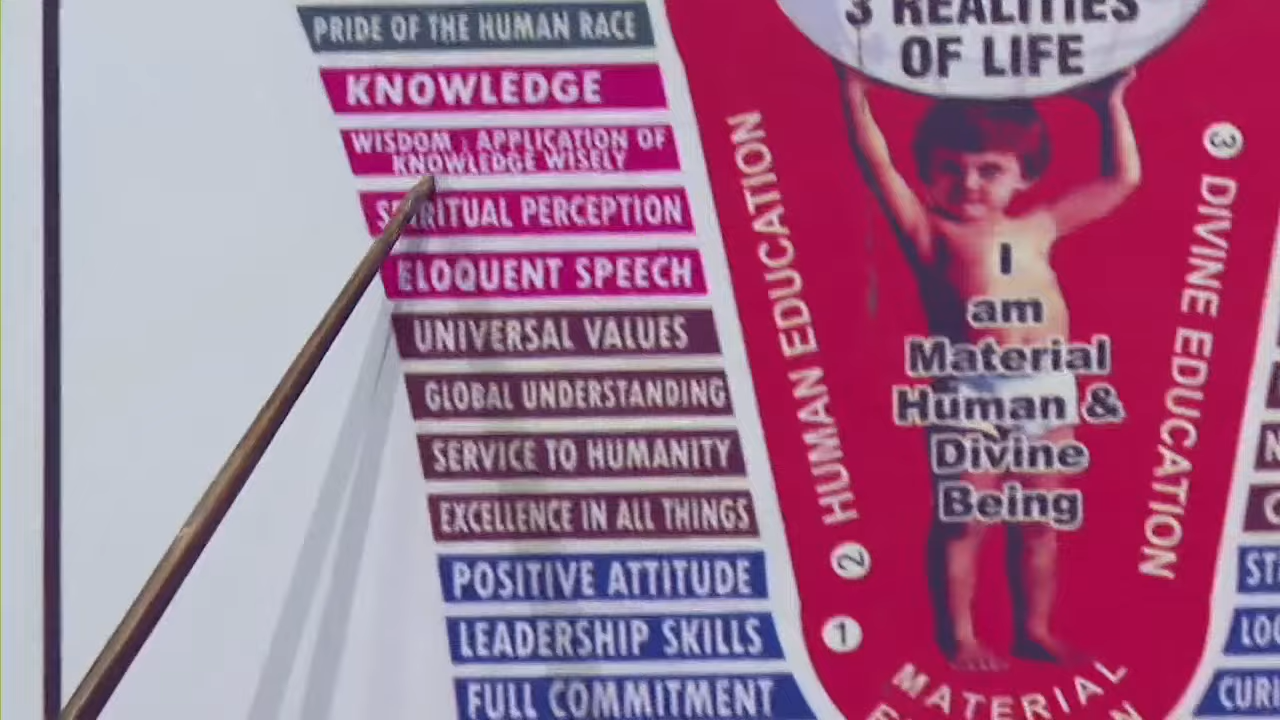 PRIDE OF THE HUMAN RACE
KNOWLEDGE
WISDOM : APPLICATION OF
KNOWLEDGE WISELY
SPIRITUAL PERCEPTION
ELOQUENT SPEECH
UNIVERSAL VALUES
GLOBAL UNDERSTANDING
SERVICE TO HUMANITY
EXCELLENCE IN ALL THINGS
POSITIVE ATTITUDE
LEADERSHIP SKILLS
FULL COMMITMENT
3 REALITIES
OF LIFE
2 HUMAN EDUCATION
I
am
Material
Human &
Divine
Being
3 DIVINE EDUCATION
1
MATERIAL